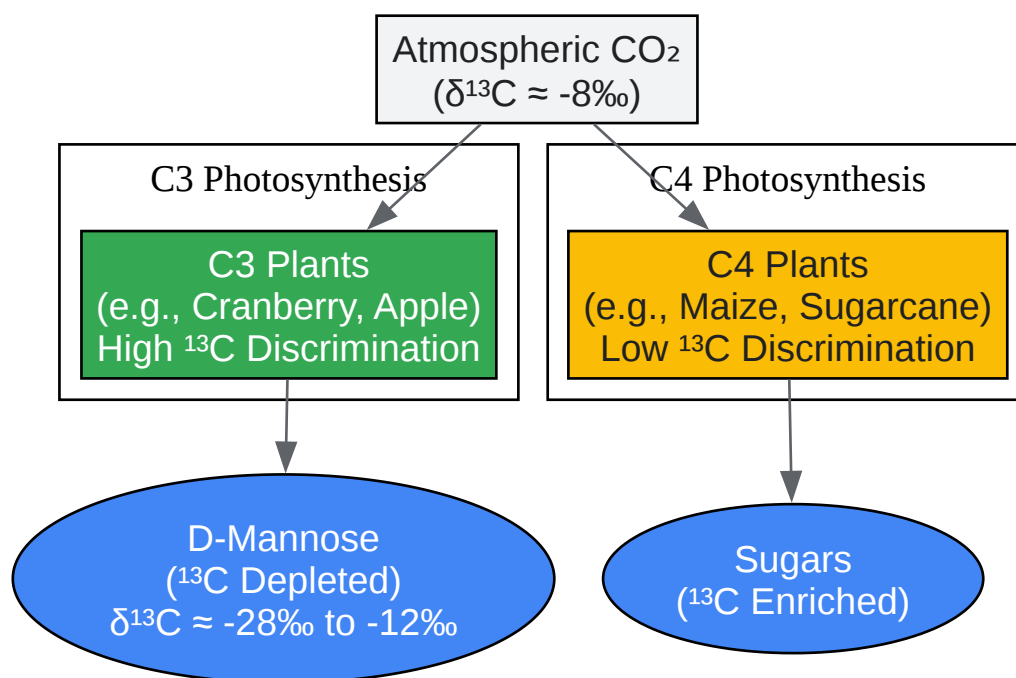 Atmospheric CO₂
(δ¹³C ≈ -8‰)
C3 Photosynthesis
C4 Photosynthesis
C3 Plants
(e.g., Cranberry, Apple)
High ¹³C Discrimination
C4 Plants
(e.g., Maize, Sugarcane)
Low ¹³C Discrimination
D-Mannose
(¹³C Depleted)
δ¹³C ≈ -28‰ to -12‰
Sugars
(¹³C Enriched)